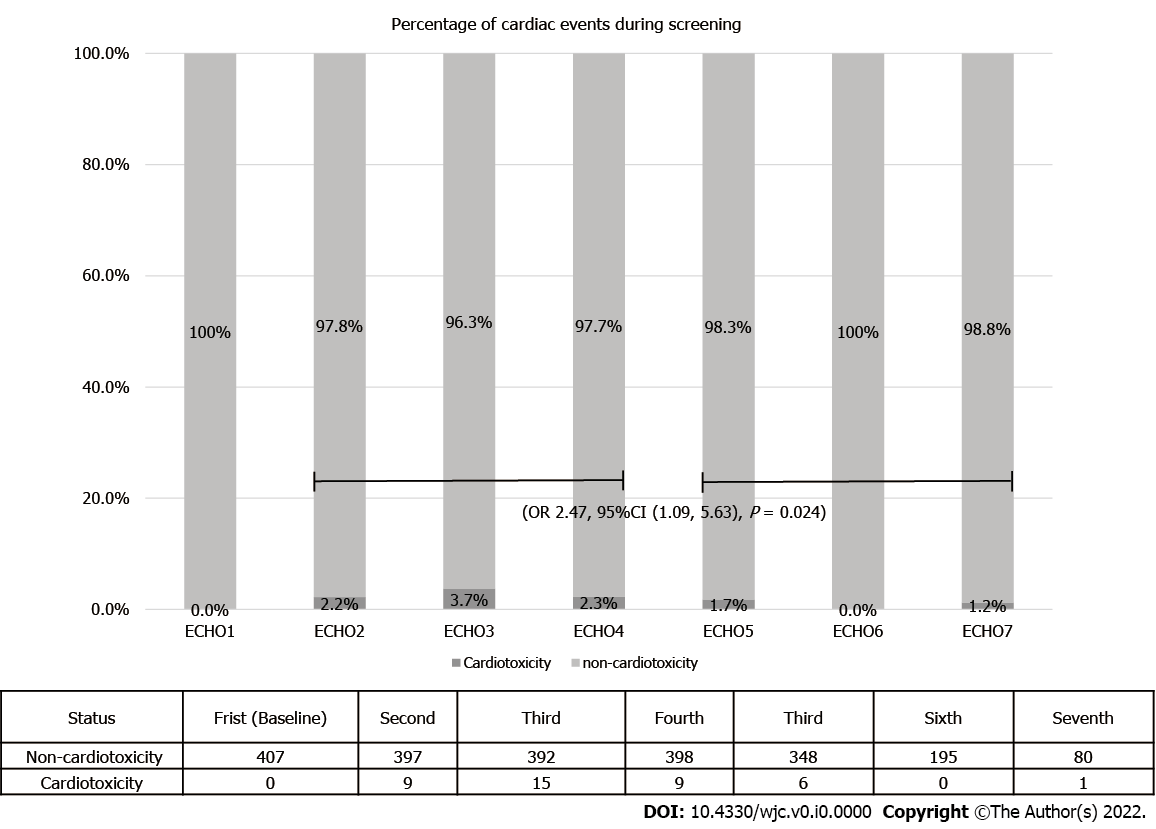 Percentage of cardiac events during screening
100.0%
80.0%
60.0%
40.0%
20.0%
0.0%
100% 97.8% 96.3% 97.7% 98.3% 100% 98.8%
(OR 2.47, 95%CI (1.09, 5.63), P = 0.024)
0.0% 2.2% 3.7% 2.3% 1.7% 0.0% 1.2%
ECHO1 ECHO2 ECHO3 ECHO4 ECHO5 ECHO6 ECHO7
Cardiotoxicity non-cardiotoxicity
Status Frist (Baseline) Second Third Fourth Third Sixth Seventh
Non-cardiotoxicity 407 397 392 398 348 195 80
Cardiotoxicity 0 9 15 9 6 0 1
DOI: 10.4330/wjc.v0.i0.0000 Copyright ©The Author(s) 2022.